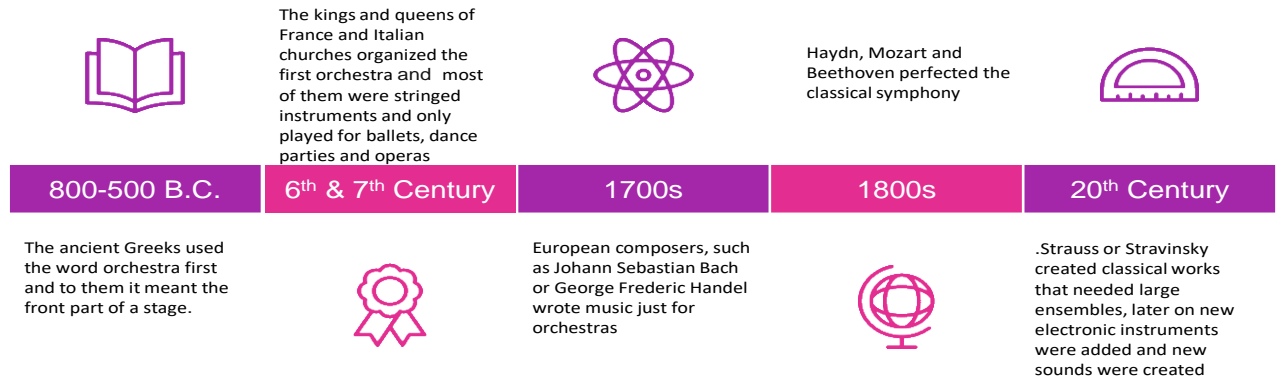 The kings and queens of
France and Italian
churches organized the
first orchestra and most
of them were stringed
instruments and only
played for ballets, dance
parties and operas
Haydn, Mozart and
Beethoven perfected the
classical symphony
800-500 B.C.
6th & 7th Century
1700s
1800s
20th Century
The ancient Greeks used
the word orchestra first
and to them it meant the
front part of a stage.
European composers, such
as Johann Sebastian Bach
or George Frederic Handel
wrote music just for
orchestras
.Strauss or Stravinsky
created classical works
that needed large
ensembles, later on new
electronic instruments
were added and new
sounds were created